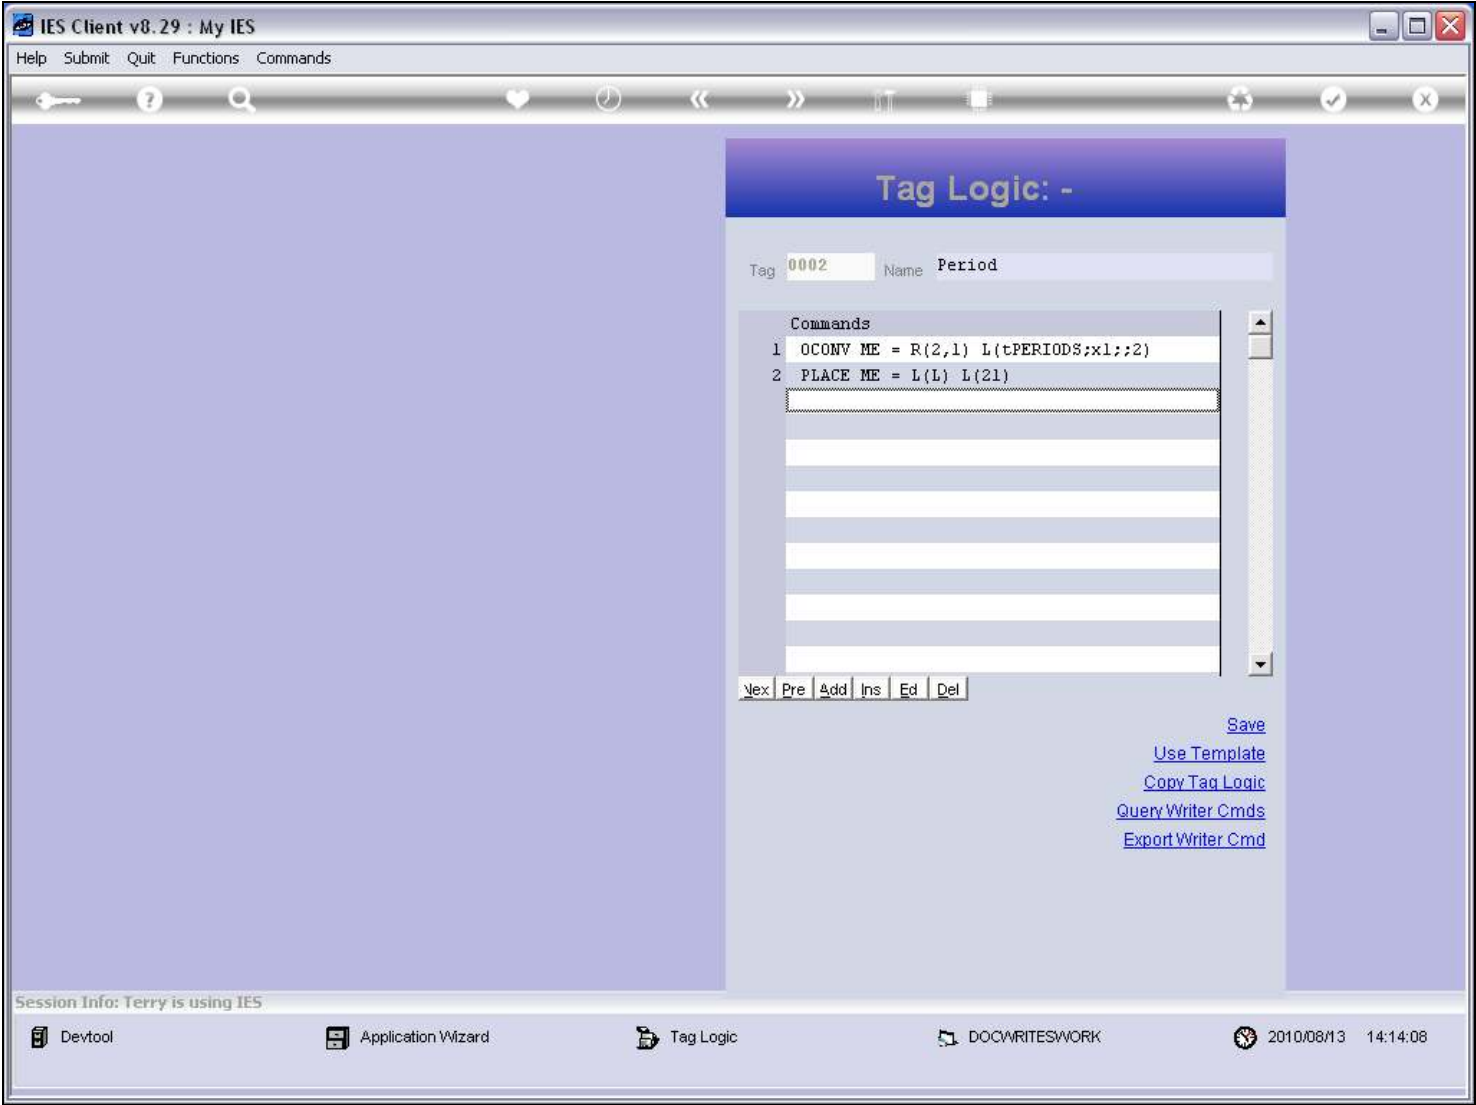 IES Client v8.29 : My IES
Help Submit Quit Functions Commands
Tag Logic: -
Tag 0002 Name Period
Commands
1 OCONV ME = R(2,1) L(tPERIODS;x1;;2)
2 PLACE ME = L(L) L(21)
Nex Pre Add Ins Ed Del
Save
Use Template
Copy Tag Logic
Query Writer Cmds
Export Writer Cmd
Session Info: Terry is using IES
Devtool Application Wizard Tag Logic DOCWRITESWORK 2010/08/13 14:14:08